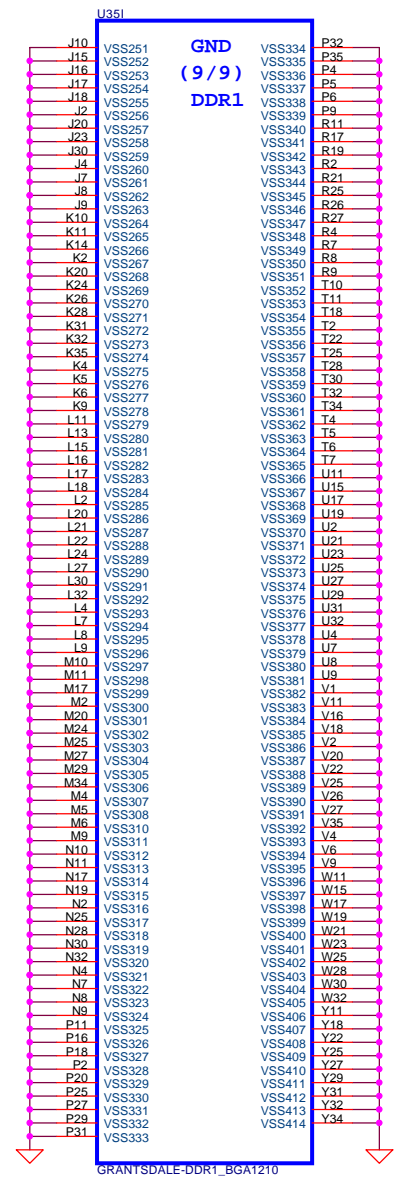 U35I
GND
(9/9)
DDR1
J10 VSS251
J15 VSS252
J16 VSS253
J17 VSS254
J18 VSS255
J2 VSS256
J20 VSS257
J23 VSS258
J30 VSS259
J4 VSS260
J7 VSS261
J8 VSS262
J9 VSS263
K10 VSS264
K11 VSS265
K14 VSS266
K2 VSS267
K20 VSS268
K24 VSS269
K26 VSS270
K28 VSS271
K31 VSS272
K32 VSS273
K35 VSS274
K4 VSS275
K5 VSS276
K6 VSS277
K9 VSS278
L11 VSS279
L13 VSS280
L15 VSS281
L16 VSS282
L17 VSS283
L18 VSS284
L2 VSS285
L20 VSS286
L21 VSS287
L22 VSS288
L24 VSS289
L27 VSS290
L30 VSS291
L32 VSS292
L4 VSS293
L7 VSS294
L8 VSS295
L9 VSS296
M10 VSS297
M11 VSS298
M17 VSS299
M2 VSS300
M20 VSS301
M24 VSS302
M25 VSS303
M27 VSS304
M29 VSS305
M34 VSS306
M4 VSS307
M5 VSS308
M6 VSS310
M9 VSS311
N10 VSS312
N11 VSS313
N17 VSS314
N19 VSS315
N2 VSS316
N25 VSS317
N28 VSS318
N30 VSS319
N32 VSS320
N4 VSS321
N7 VSS322
N8 VSS323
N9 VSS324
P11 VSS325
P16 VSS326
P18 VSS327
P2 VSS328
P20 VSS329
P25 VSS330
P27 VSS331
P29 VSS332
P31 VSS333
VSS334 P32
VSS335 P35
VSS336 P4
VSS337 P5
VSS338 P6
VSS339 P9
VSS340 R11
VSS341 R17
VSS342 R19
VSS343 R2
VSS344 R21
VSS345 R25
VSS346 R26
VSS347 R27
VSS348 R4
VSS349 R7
VSS350 R8
VSS351 R9
VSS352 T10
VSS353 T11
VSS354 T18
VSS355 T2
VSS356 T22
VSS357 T25
VSS358 T28
VSS359 T30
VSS360 T32
VSS361 T34
VSS362 T4
VSS363 T5
VSS364 T6
VSS365 T7
VSS366 U11
VSS367 U15
VSS368 U17
VSS369 U19
VSS370 U2
VSS371 U21
VSS372 U23
VSS373 U25
VSS374 U27
VSS375 U29
VSS376 U31
VSS377 U32
VSS378 U4
VSS379 U7
VSS380 U8
VSS381 U9
VSS382 V1
VSS383 V11
VSS384 V16
VSS385 V18
VSS386 V2
VSS387 V20
VSS388 V22
VSS389 V25
VSS390 V26
VSS391 V27
VSS392 V35
VSS393 V4
VSS394 V6
VSS395 V9
VSS396 W11
VSS397 W15
VSS398 W17
VSS399 W19
VSS400 W21
VSS401 W23
VSS402 W25
VSS403 W28
VSS404 W30
VSS405 W32
VSS406 Y11
VSS407 Y18
VSS408 Y22
VSS409 Y25
VSS410 Y27
VSS411 Y29
VSS412 Y31
VSS413 Y32
VSS414 Y34
GRANTSDALE-DDR1_BGA1210